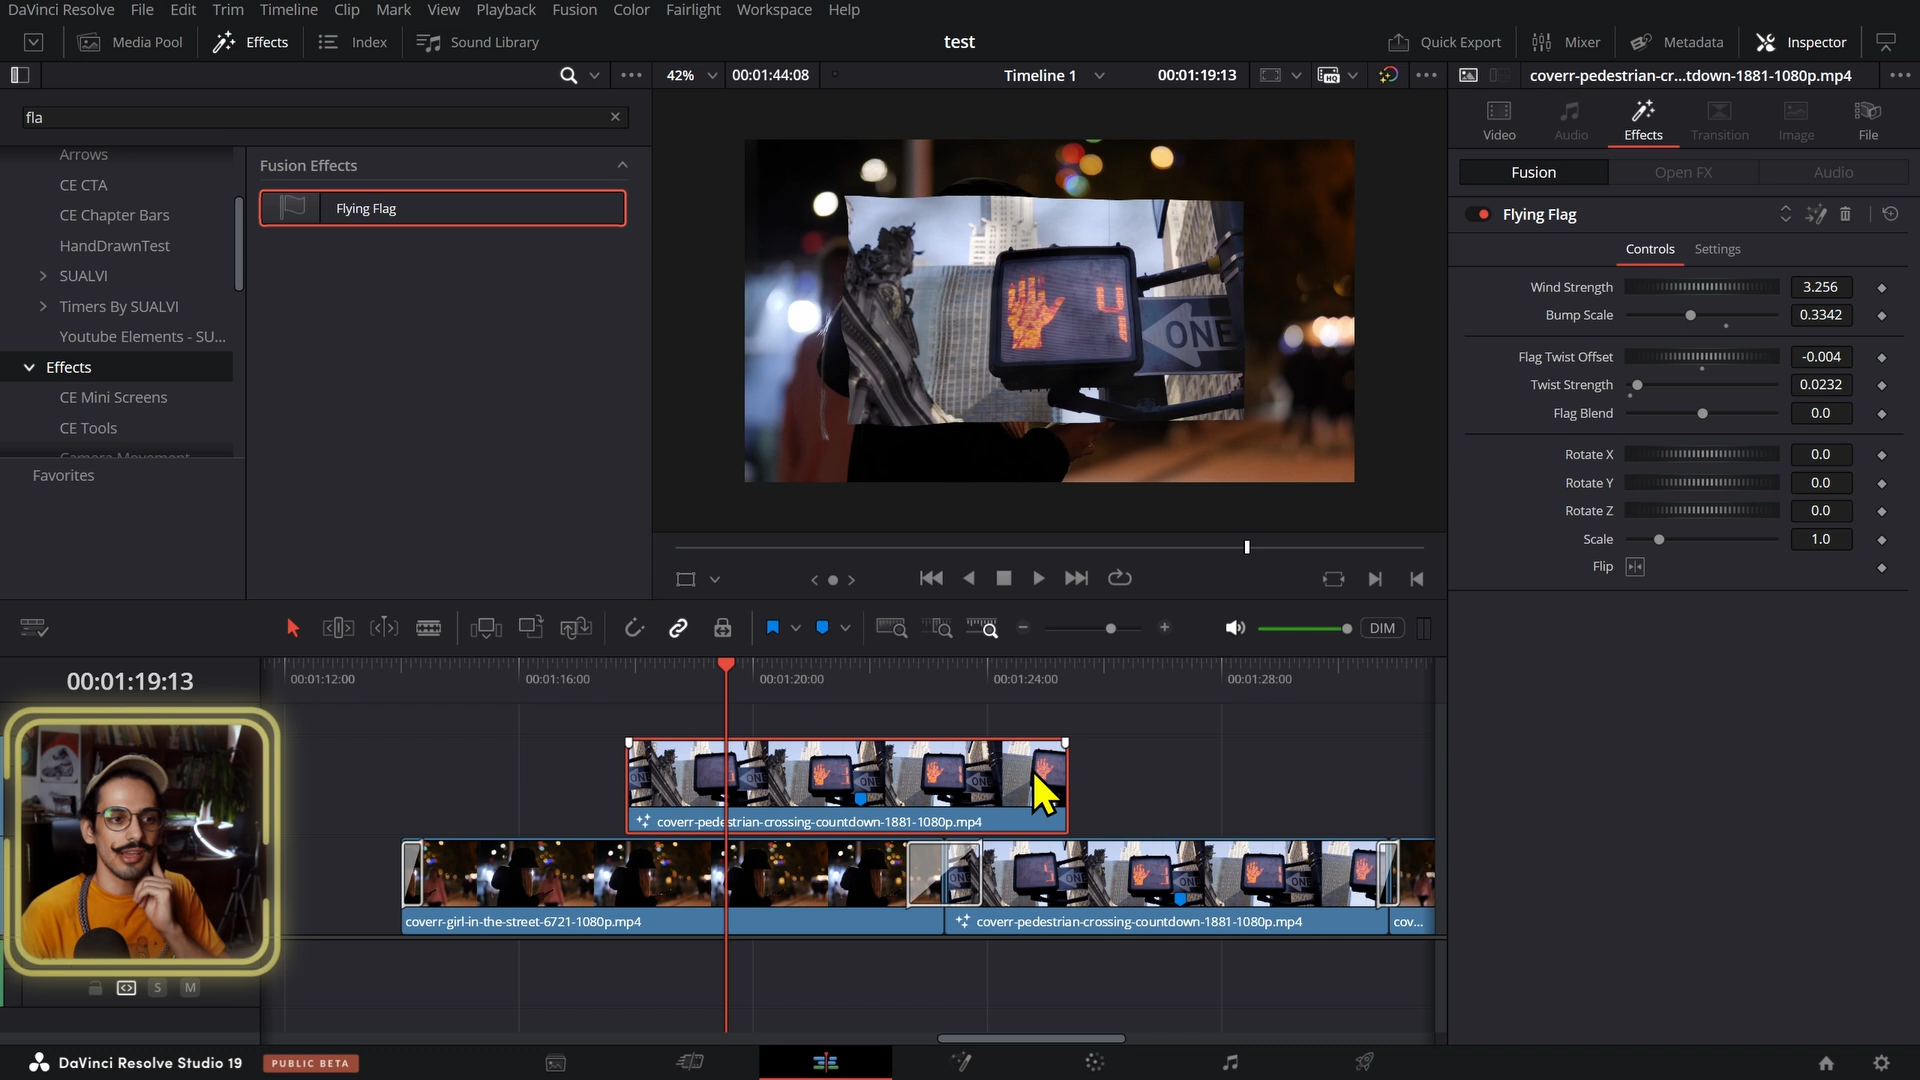 DaVinci Resolve File Edit Trim Timeline Clip Mark View Playback Fusion Color Fairlight Workspace Help
Media Pool Effects Index Sound Library test Quick Export Mixer Metadata Inspector
42% 00:01:44:08 Timeline 1 00:01:19:13 HQ coverr-pedestrian-cr...tdown-1881-1080p.mp4
fla
Video Audio Effects Transition Image File
Arrows
CE CTA
CE Chapter Bars
HandDrawnTest
SUALVI
Timers By SUALVI
Youtube Elements - SU...
Effects
CE Mini Screens
CE Tools
Camera Movement
Favorites
Fusion Effects
Flying Flag
ONE
Fusion Open FX Audio
Flying Flag
Controls Settings
Wind Strength 3.256
Bump Scale 0.3342
Flag Twist Offset -0.004
Twist Strength 0.0232
Flag Blend 0.0
Rotate X 0.0
Rotate Y 0.0
Rotate Z 0.0
Scale 1.0
Flip
DIM
00:01:19:13
00:01:12:00 00:01:16:00 00:01:20:00 00:01:24:00 00:01:28:00
coverr-pedestrian-crossing-countdown-1881-1080p.mp4
coverr-girl-in-the-street-6721-1080p.mp4 coverr-pedestrian-crossing-countdown-1881-1080p.mp4 cov...
S M
DaVinci Resolve Studio 19 PUBLIC BETA